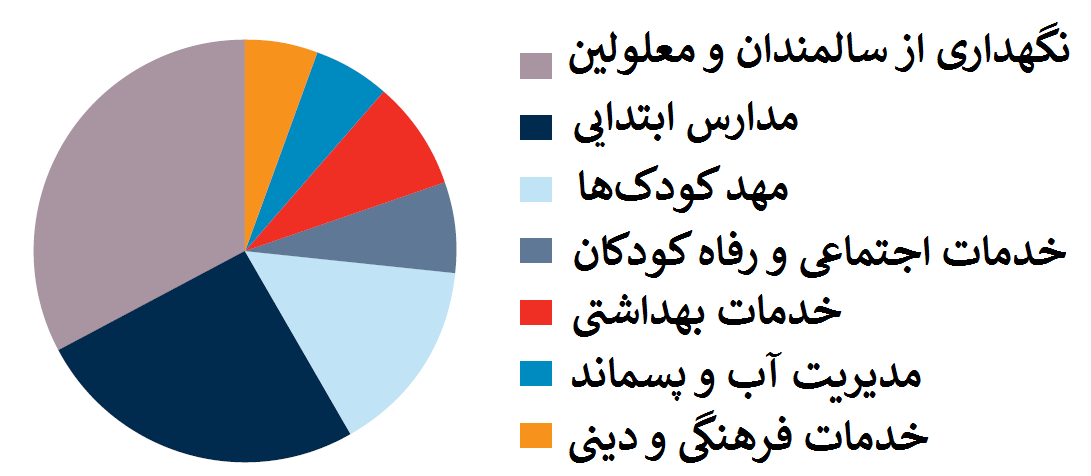 نگهداری از سالمندان و معلولین
مدارس ابتدایی
مهد کودک‌ها
خدمات اجتماعی و رفاه کودکان
خدمات بهداشتی
مدیریت آب و پسماند
خدمات فرهنگی و دینی